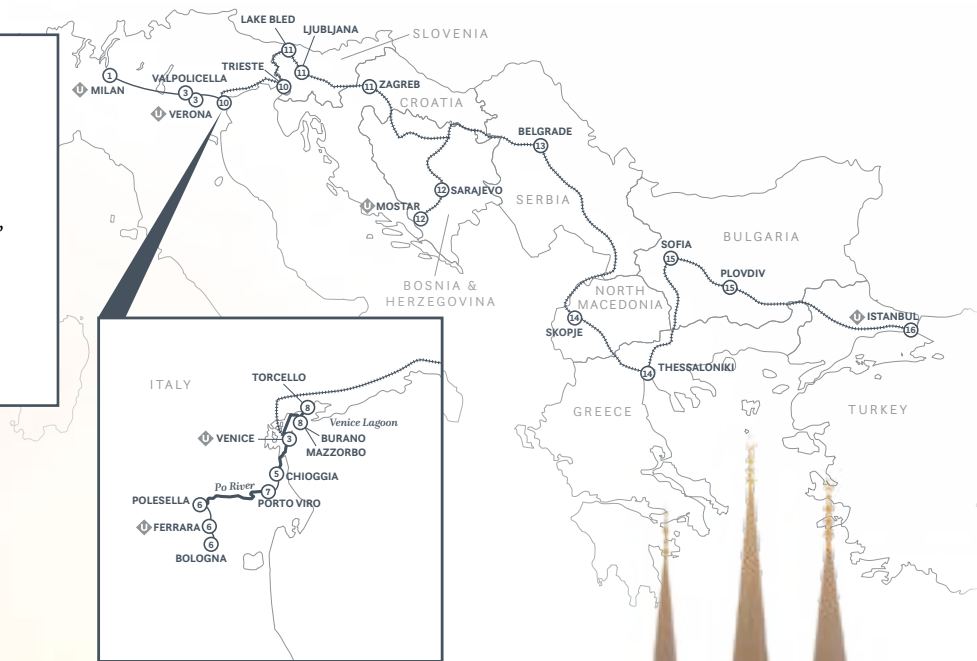 LAKE BLED
LJUBLJANA
SLOVENIA
TRIESTE
11
11
1
U MILAN
VALPOLICELLA
3
3
U VERONA
10
10
11 ZAGREB
CROATIA
BELGRADE
13
12 SARAJEVO
U MOSTAR
12
SERBIA
BOSNIA &
HERZEGOVINA
SOFIA
15
BULGARIA
PLOVDIV
15
NORTH
MACEDONIA
14
SKOPJE
U ISTANBUL
16
14 THESSALONIKI
GREECE
TURKEY
ITALY
TORCELLO
8
8
Venice Lagoon
U VENICE
3
BURANO
MAZZORBO
5 CHIOGGIA
Po River
7
PORTO VIRO
POLESELLA
6
U FERRARA 6
6
BOLOGNA